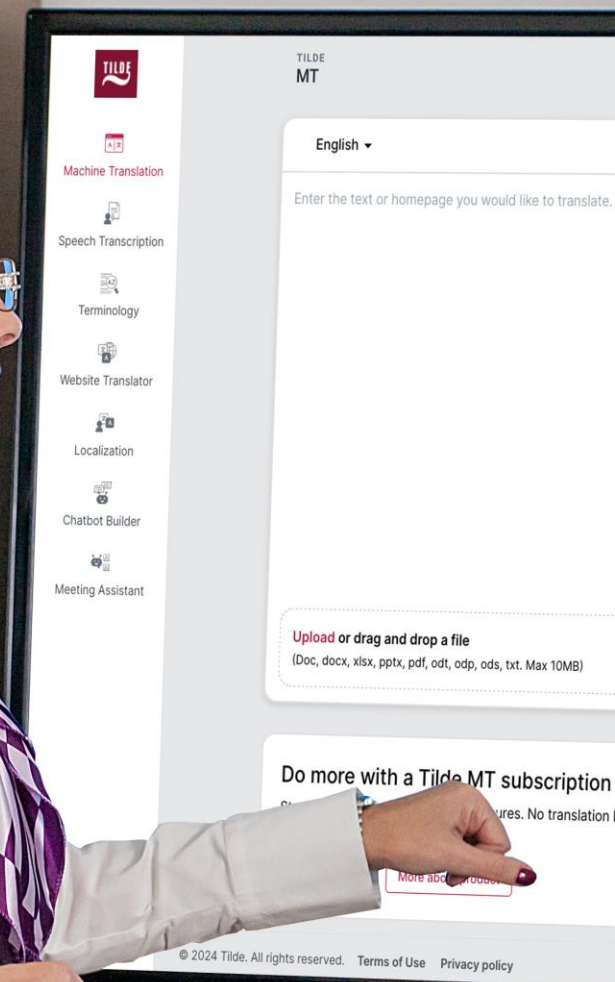 TILDE
TILDE
MT
Machine Translation
Speech Transcription
Terminology
Website Translator
Localization
Chatbot Builder
Meeting Assistant
English
Enter the text or homepage you would like to translate.
Upload or drag and drop a file
(Doc, docx, xlsx, pptx, pdf, odt, odp, ods, txt. Max 10MB)
Do more with a Tilde MT subscription
No translation
More
© 2024 Tilde. All rights reserved. Terms of Use Privacy policy